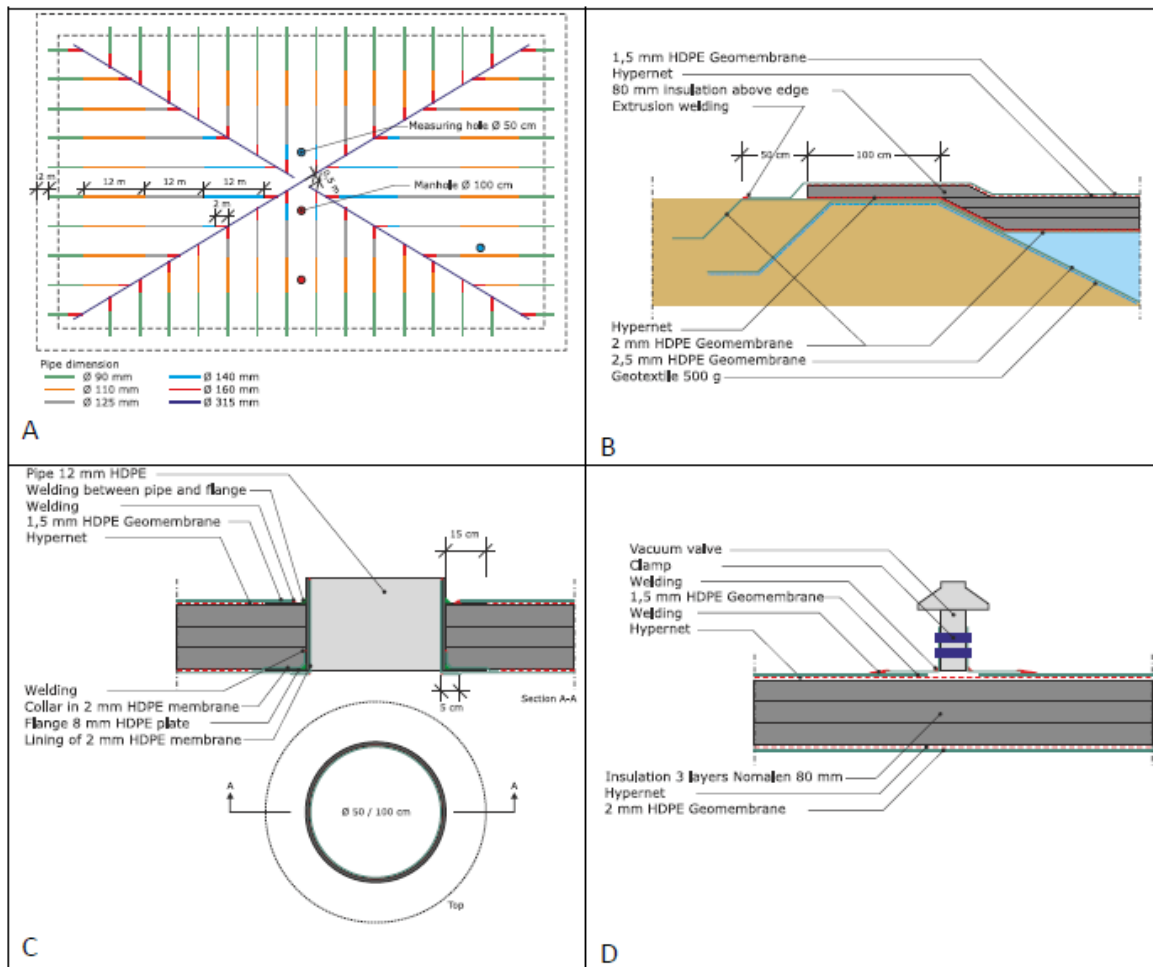 Measuring hole Ø 50 cm
2 m
12 m
12 m
12 m
0,5 m
Manhole Ø 100 cm
2 m
Pipe dimension
Ø 90 mm
Ø 140 mm
Ø 110 mm
Ø 160 mm
Ø 125 mm
Ø 315 mm
A
1,5 mm HDPE Geomembrane
Hypernet
80 mm insulation above edge
Extrusion welding
50 cm
100 cm
Hypernet
2 mm HDPE Geomembrane
2,5 mm HDPE Geomembrane
Geotextile 500 g
B
Pipe 12 mm HDPE
Welding between pipe and flange
Welding
1,5 mm HDPE Geomembrane
Hypernet
15 cm
Welding
Collar in 2 mm HDPE membrane
Flange 8 mm HDPE plate
Lining of 2 mm HDPE membrane
5 cm
Section A-A
A
A
Ø 50 / 100 cm
Top
C
Vacuum valve
Clamp
Welding
1,5 mm HDPE Geomembrane
Welding
Hypernet
Insulation 3 layers Nomalen 80 mm
Hypernet
2 mm HDPE Geomembrane
D